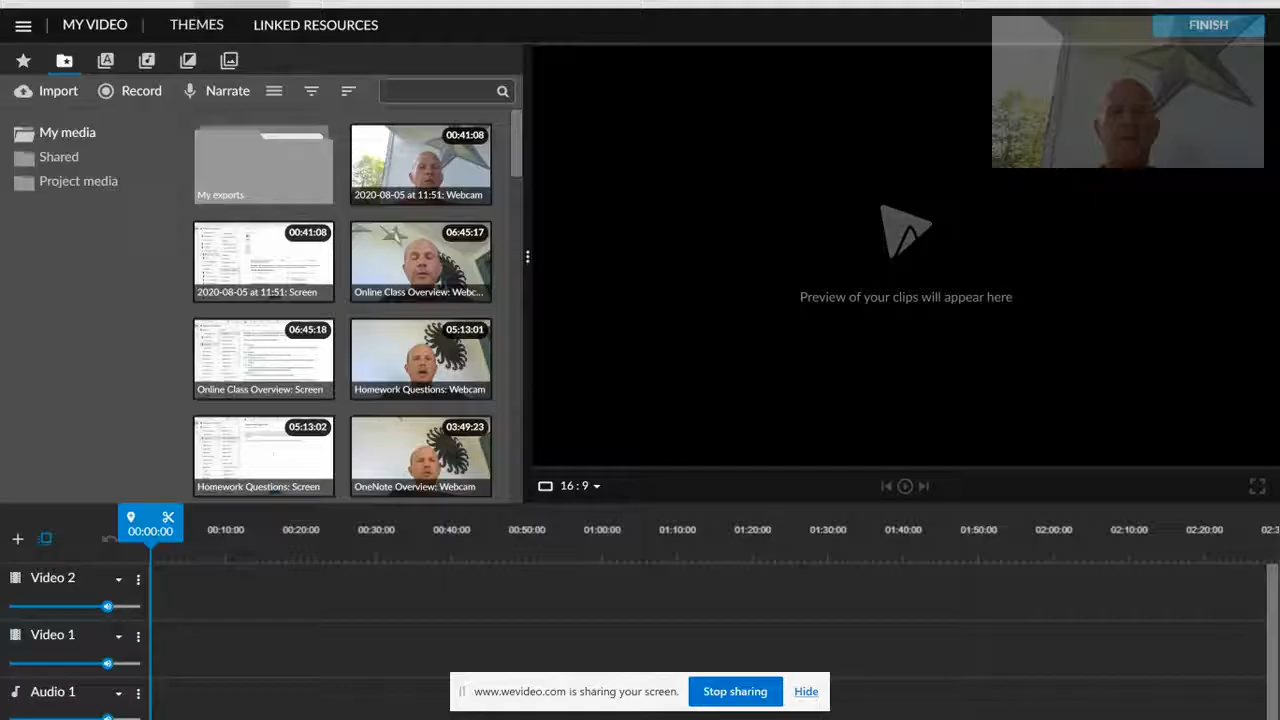 MY VIDEO
THEMES
LINKED RESOURCES
FINISH
Import
Record
Narrate
My media
Shared
Project media
My exports
00:41:08
2020-08-05 at 11:51: Webcam
00:41:08
2020-08-05 at 11:51: Screen
06:45:17
Online Class Overview: Webc...
06:45:18
Online Class Overview: Screen
05:13:01
Homework Questions: Webcam
05:13:02
Homework Questions: Screen
03:49:23
OneNote Overview: Webcam
Preview of your clips will appear here
16 : 9
00:00:00
00:10:00
00:20:00
00:30:00
00:40:00
00:50:00
01:00:00
01:10:00
01:20:00
01:30:00
01:40:00
01:50:00
02:00:00
02:10:00
02:20:00
02:3
Video 2
Video 1
Audio 1
www.wevideo.com is sharing your screen.
Stop sharing
Hide